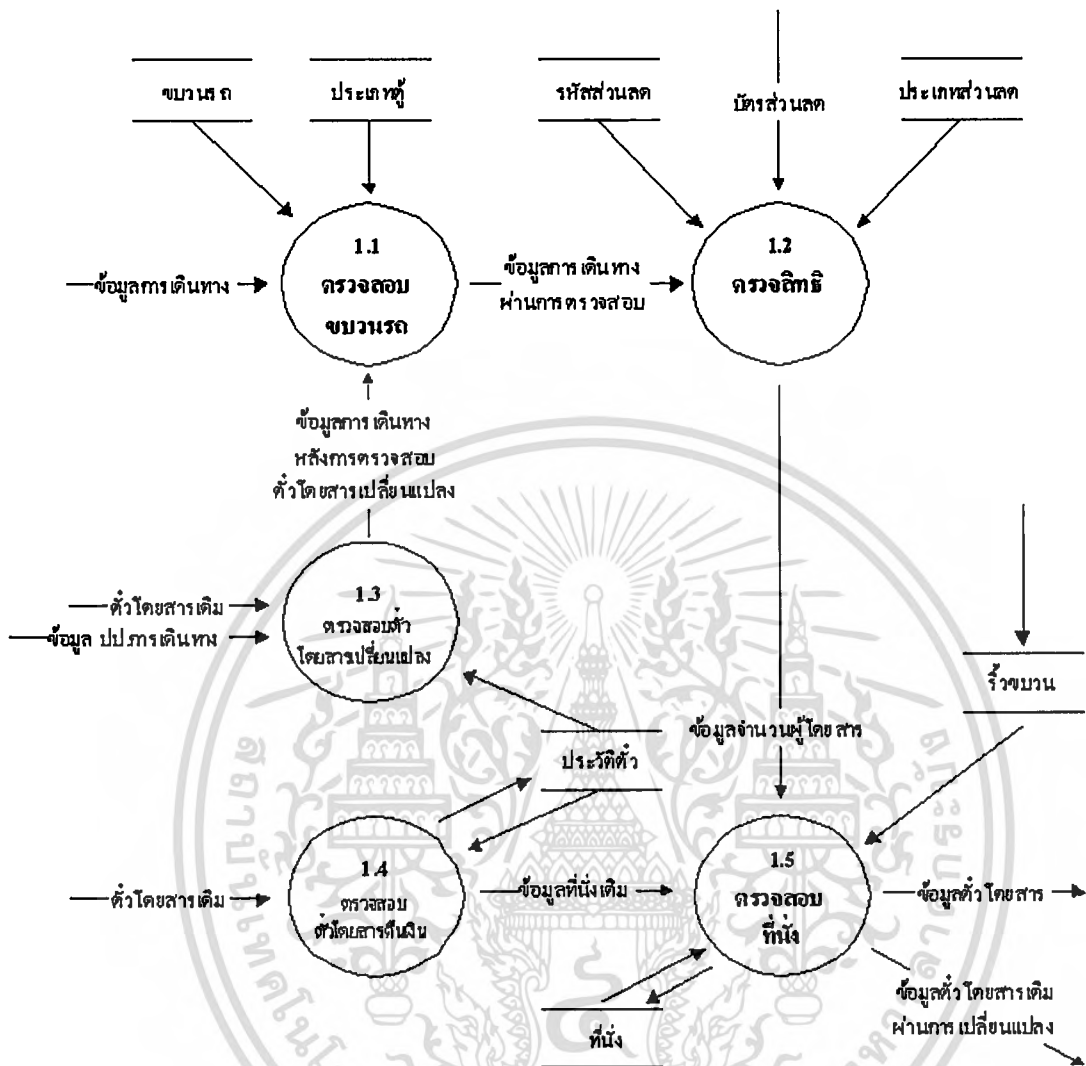 ขบวนรถ
ประเภทตู้
รหัสส่วนลด
บัตรส่วนลด
ประเภทส่วนลด
ข้อมูลการเดินทาง
1.1
ตรวจสอบ
ขบวนรถ
ข้อมูลการเดินทาง
ผ่านการตรวจสอบ
1.2
ตรวจสิทธิ
ข้อมูลการเดินทาง
หลังการตรวจสอบ
ตั๋วโดยสารเปลี่ยนแปลง
ตั๋วโดยสารเดิม
ข้อมูล ปป.การเดินทาง
1.3
ตรวจสอบตั๋ว
โดยสารเปลี่ยนแปลง
ริ้วขบวน
ข้อมูลจำนวนผู้โดยสาร
ประวัติตั๋ว
ตั๋วโดยสารเดิม
1.4
ตรวจสอบ
ตั๋วโดยสารคืนเงิน
ข้อมูลที่นั่งเดิม
1.5
ตรวจสอบ
ที่นั่ง
ข้อมูลตั๋วโดยสาร
ข้อมูลตั๋วโดยสารเดิม
ผ่านการเปลี่ยนแปลง
ที่นั่ง